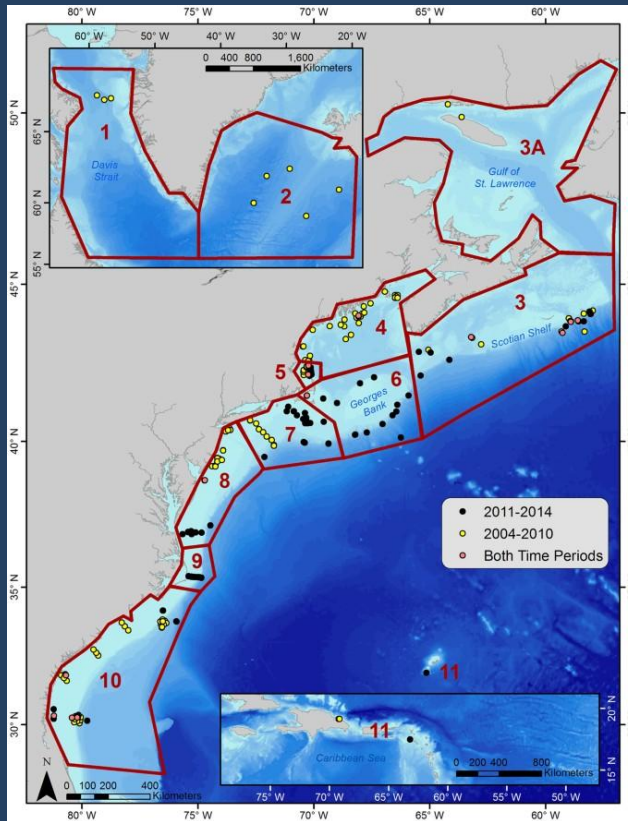 80° W 75° W 70° W 65° W 60° W
60° W 50° W 40° W 30° W 20° W
0 400 800 1,600
Kilometers
50° N
65° N
1
3A
Davis
Strait
2
Gulf of
St. Lawrence
60° N
55° N
45° N
3
4
Scotian Shelf
5
6
Georges
Bank
40° N
7
8
2011-2014
2004-2010
Both Time Periods
9
35° N
10
11
30° N
20° N
11
Caribbean Sea
15° N
N
0 100 200 400
Kilometers
0 200 400 800
Kilometers
75° W 70° W 65° W
80° W 75° W 70° W 65° W 60° W